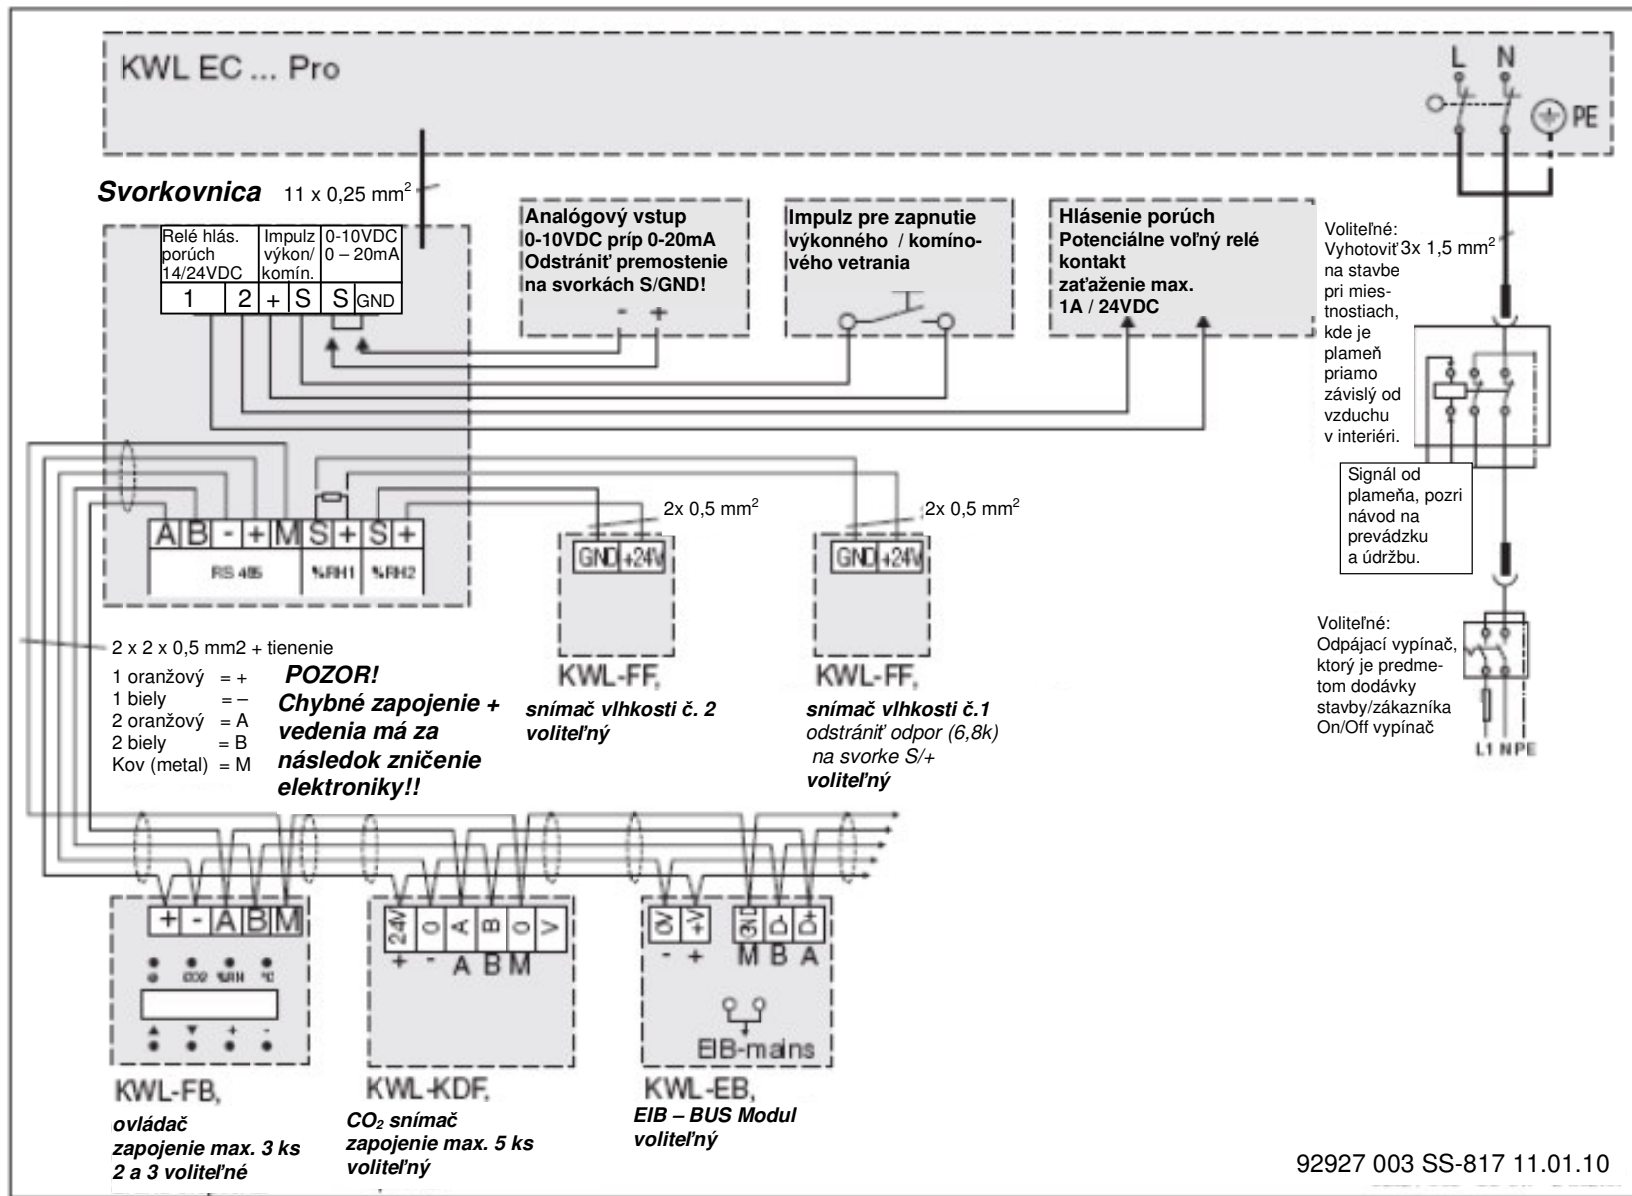 KWL EC ... Pro
L N
PE
Svorkovnica 11 x 0,25 mm²
Relé hlás.
porúch
14/24VDC
Impulz
výkon/
komín.
0-10VDC
0 – 20mA
1 2 + S S GND
Analógový vstup
0-10VDC príp 0-20mA
Odstrániť premostenie
na svorkách S/GND!
- +
Impulz pre zapnutie
výkonného / komíno-
vého vetrania
Hlásenie porúch
Potenciálne voľný relé
kontakt
zaťaženie max.
1A / 24VDC
Voliteľné:
Vyhotoviť 3x 1,5 mm²
na stavbe
pri mies-
tnostiach,
kde je
plameň
priamo
závislý od
vzduchu
v interiéri.
Signál od
plameňa, pozri
návod na
prevádzku
a údržbu.
A B - + M S + S +
RS 485 %RH1 %RH2
2x 0,5 mm²
GND +24V
KWL-FF,
snímač vlhkosti č. 2
voliteľný
2x 0,5 mm²
GND +24V
KWL-FF,
snímač vlhkosti č.1
odstrániť odpor (6,8k)
na svorke S/+
voliteľný
Voliteľné:
Odpájací vypínač,
ktorý je predme-
tom dodávky
stavby/zákazníka
On/Off vypínač
L1 N PE
2 x 2 x 0,5 mm2 + tienenie
1 oranžový = +
1 biely = –
2 oranžový = A
2 biely = B
Kov (metal) = M
POZOR!
Chybné zapojenie +
vedenia má za
následok zničenie
elektroniky!!
+ - A B M
CO2 %RH °C
▲ ▼ + -
KWL-FB,
ovládač
zapojenie max. 3 ks
2 a 3 voliteľné
24V 0 A B 0 V
+ - A B M
KWL-KDF,
CO₂ snímač
zapojenie max. 5 ks
voliteľný
0V +V GND D- D+
- + M B A
EIB-mains
KWL-EB,
EIB – BUS Modul
voliteľný
92927 003 SS-817 11.01.10